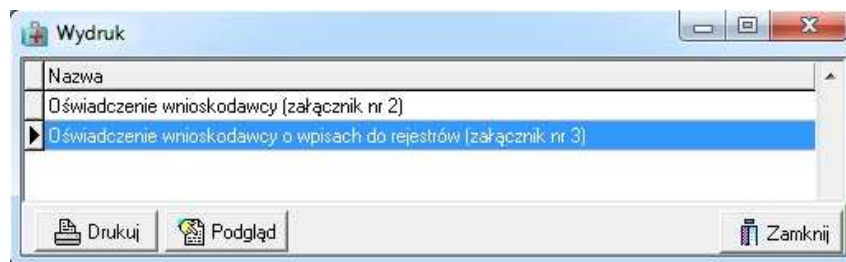 Wydruk
Nazwa
Oświadczenie wnioskodawcy (załącznik nr 2)
Oświadczenie wnioskodawcy o wpisach do rejestrów (załącznik nr 3)
Drukuj Podgląd Zamknij